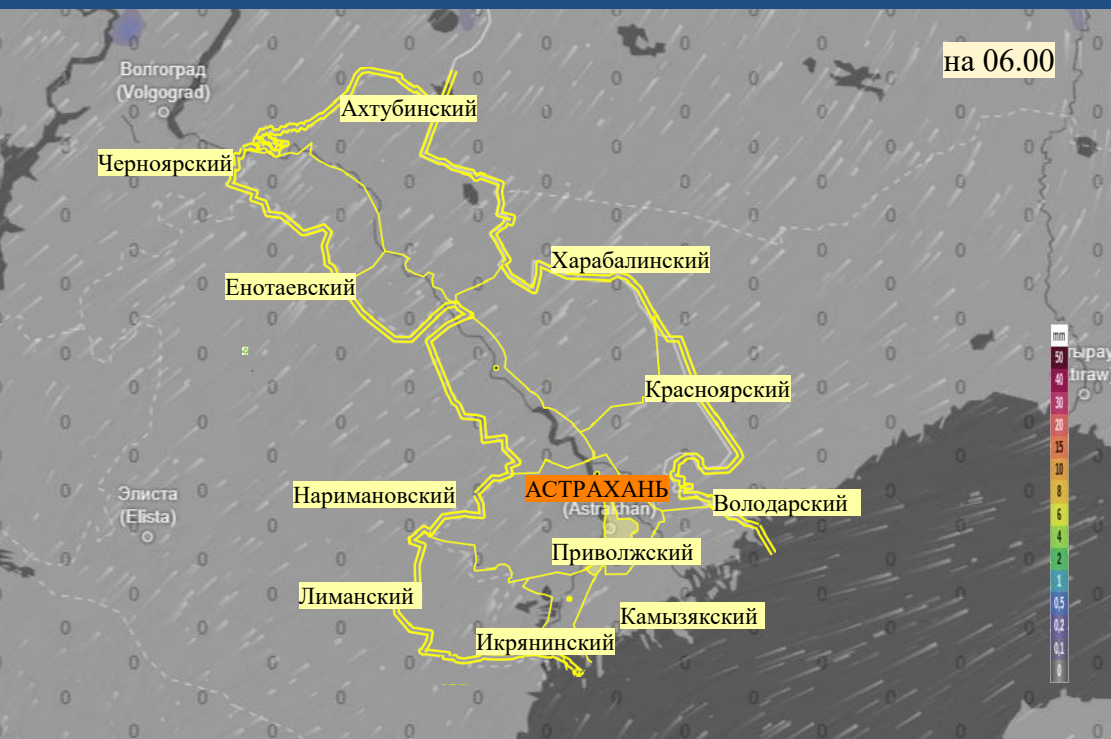 на 06.00
Волгоград
(Volgograd)
Ахтубинский
Черноярский
Харабалинский
Енотаевский
mm
50
40
30
20
15
10
8
6
4
2
1
0,5
0,2
0,1
0
Красноярский
АСТРАХАНЬ
(Astrakhan)
Наримановский
Элиста
(Elista)
Володарский
Приволжский
Лиманский
Камызякский
Икрянинский